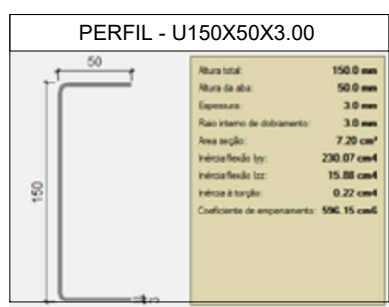 PERFIL - U150X50X3.00
50
150
3
Altura total: 150.0 mm
Altura da aba: 50.0 mm
Espessura: 3.0 mm
Raio interno de dobramento: 3.0 mm
Área seção: 7.20 cm²
Inércia flexão Iyy: 230.07 cm4
Inércia flexão Izz: 15.88 cm4
Inércia à torção: 0.22 cm4
Coeficiente de empenamento: 596.15 cm6